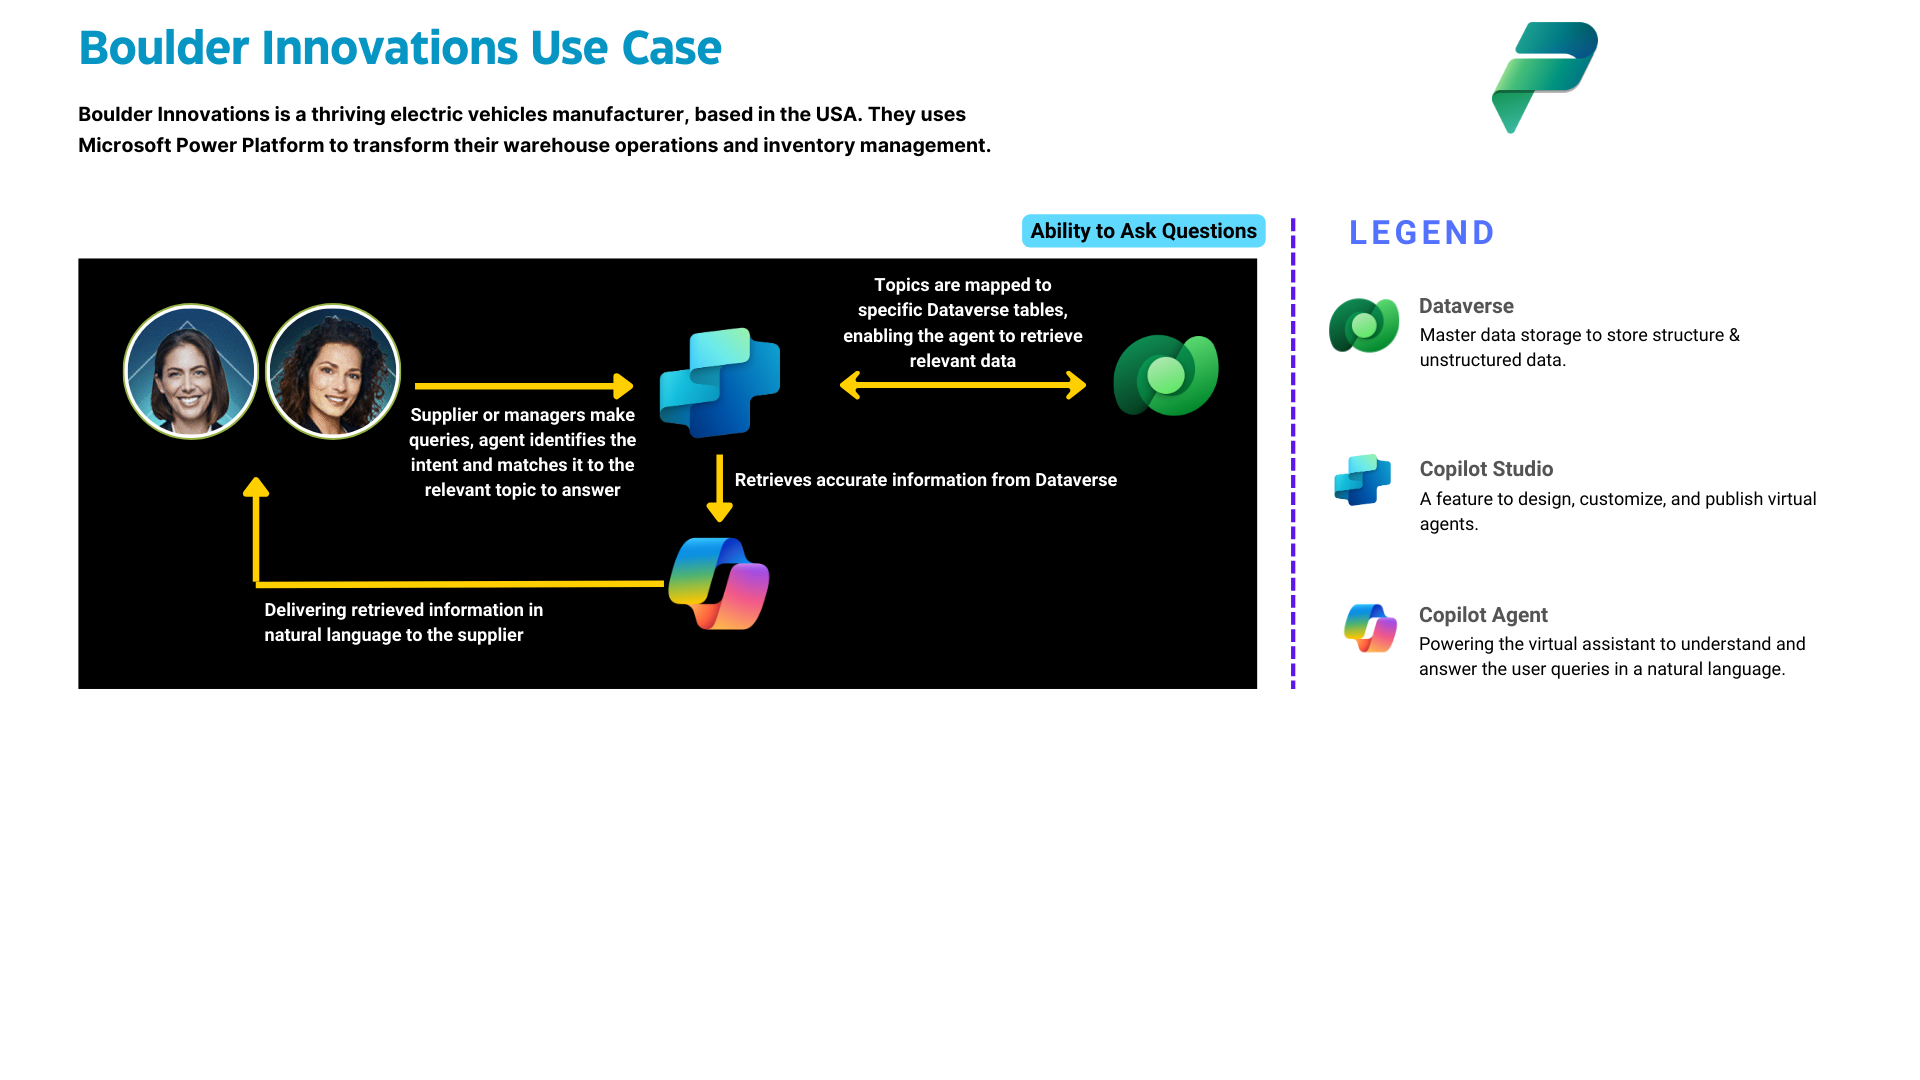 Boulder Innovations Use Case
Boulder Innovations is a thriving electric vehicles manufacturer, based in the USA. They uses
Microsoft Power Platform to transform their warehouse operations and inventory management.
Ability to Ask Questions
Topics are mapped to
specific Dataverse tables,
enabling the agent to retrieve
relevant data
Supplier or managers make
queries, agent identifies the
intent and matches it to the
relevant topic to answer
Retrieves accurate information from Dataverse
Delivering retrieved information in
natural language to the supplier
LEGEND
Dataverse
Master data storage to store structure &
unstructured data.
Copilot Studio
A feature to design, customize, and publish virtual
agents.
Copilot Agent
Powering the virtual assistant to understand and
answer the user queries in a natural language.